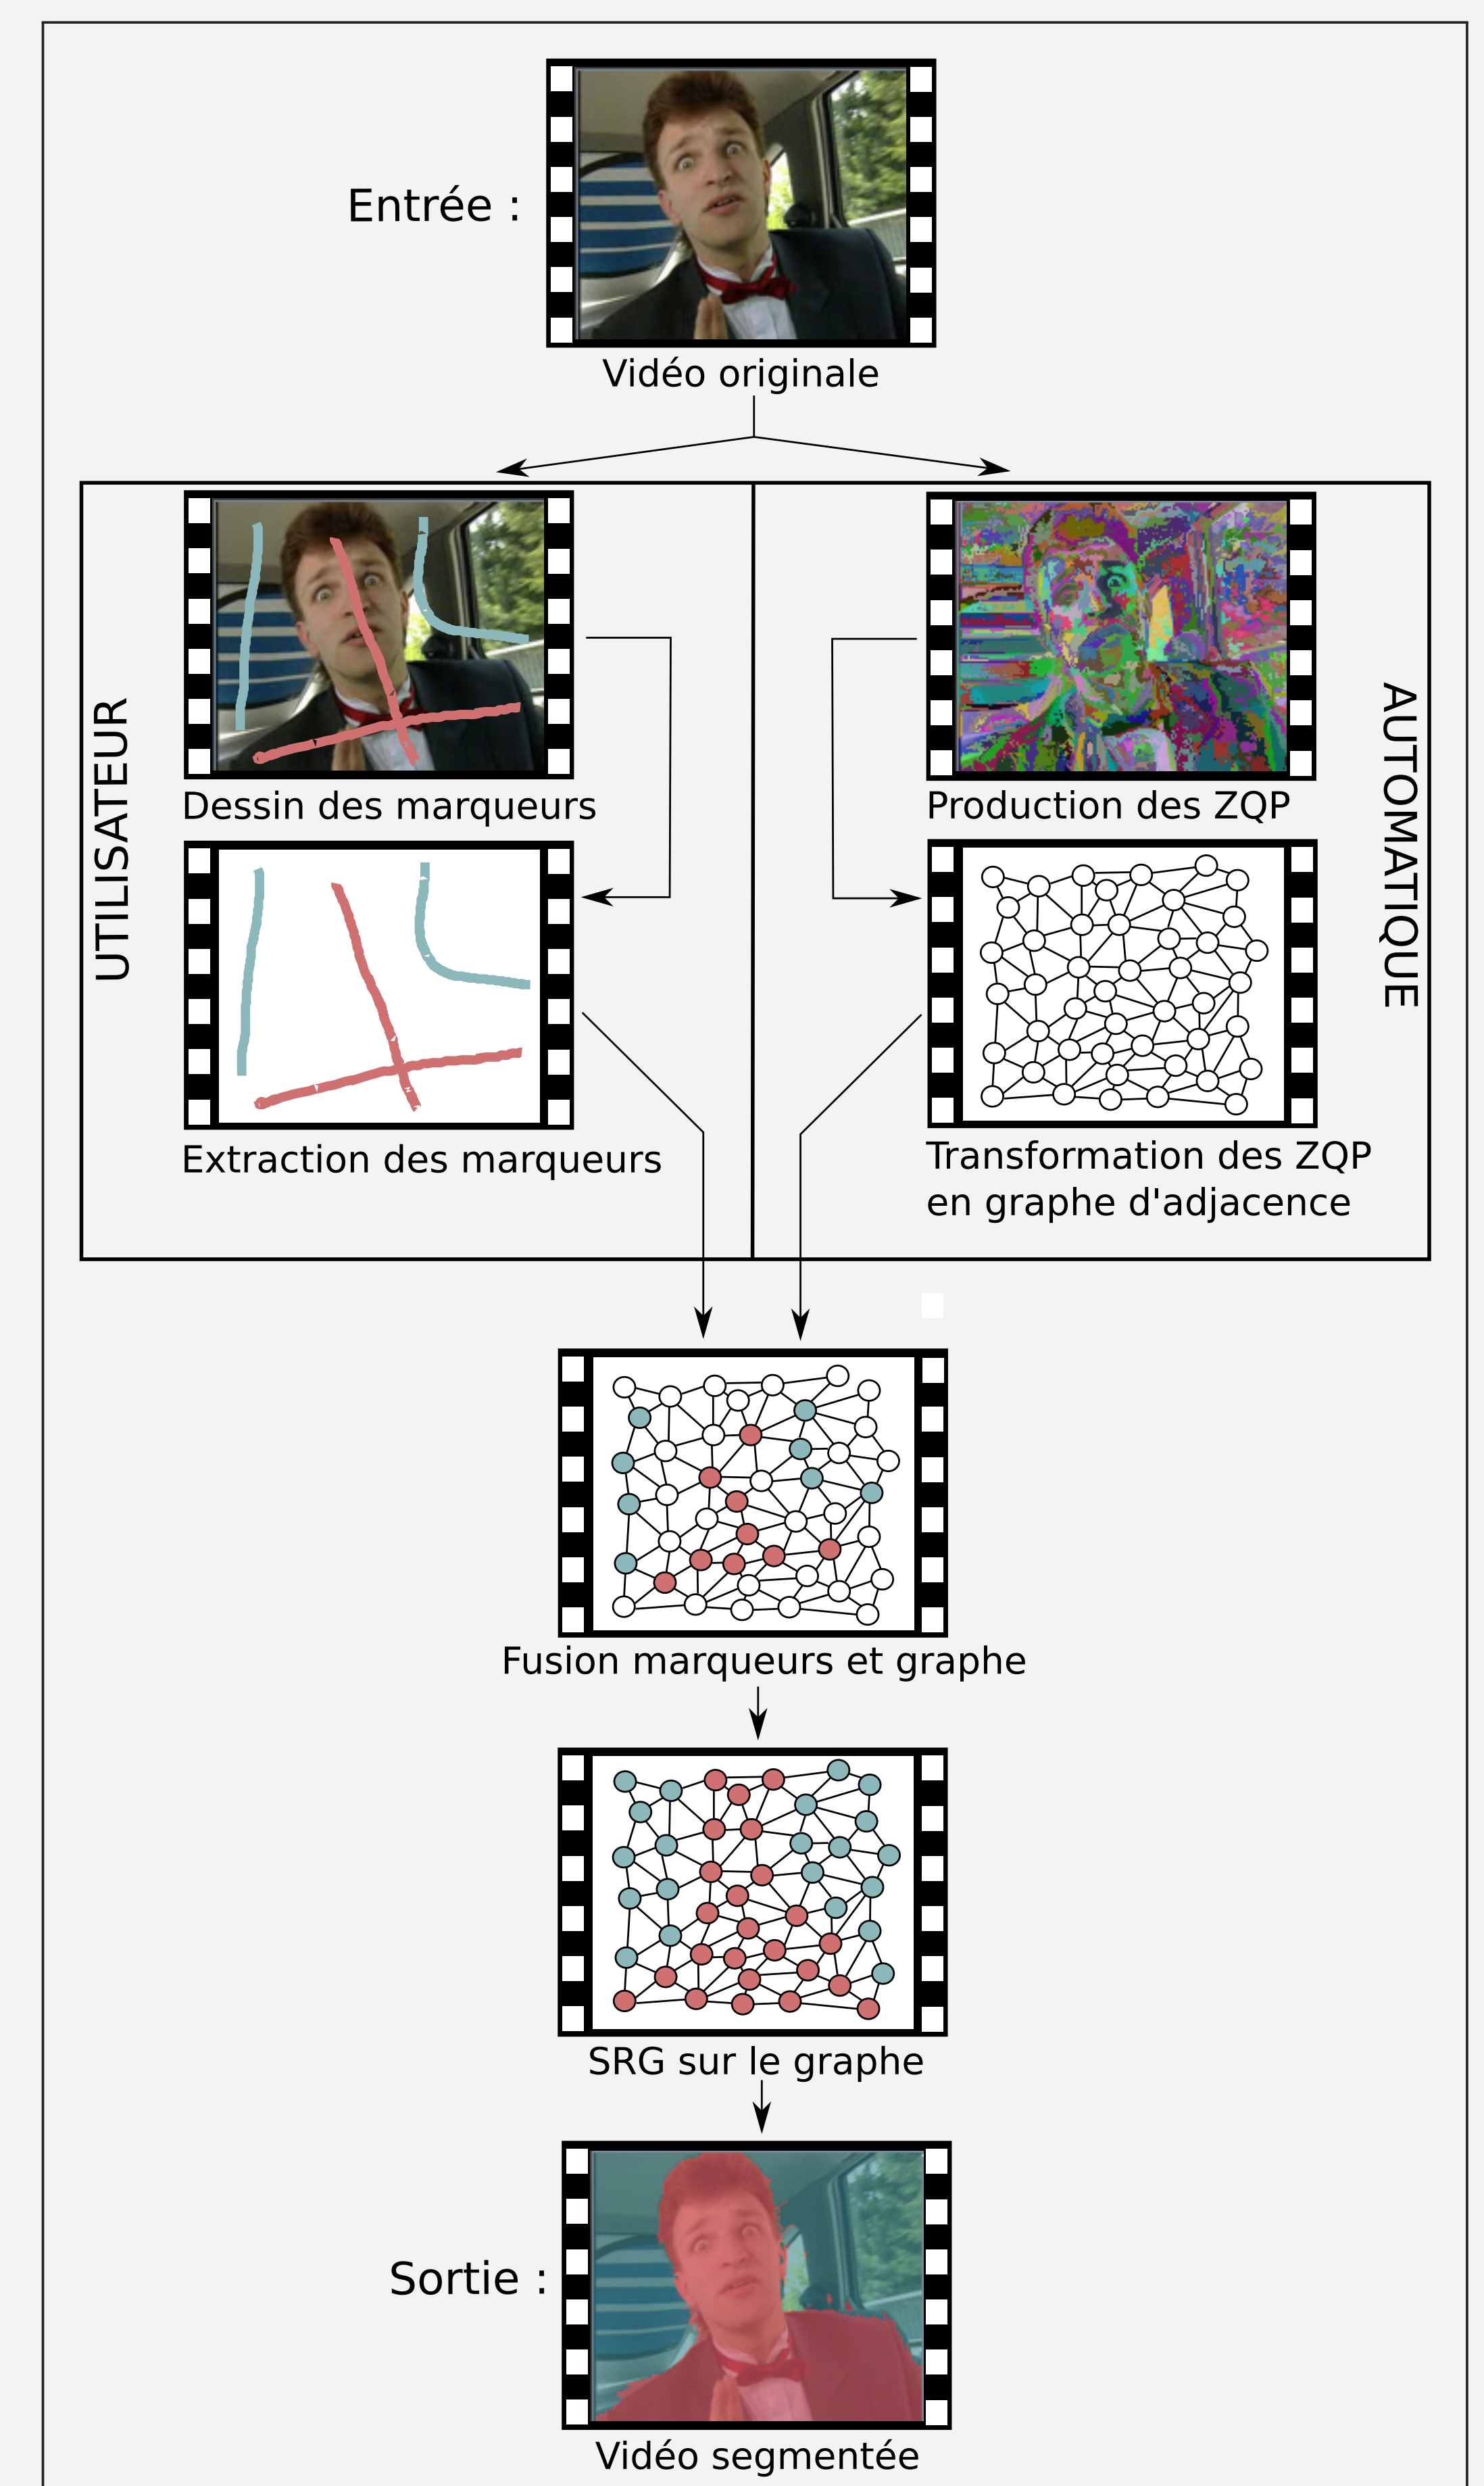 Entrée :
Vidéo originale
UTILISATEUR
Dessin des marqueurs
Extraction des marqueurs
AUTOMATIQUE
Production des ZQP
Transformation des ZQP
en graphe d'adjacence
Fusion marqueurs et graphe
SRG sur le graphe
Sortie :
Vidéo segmentée